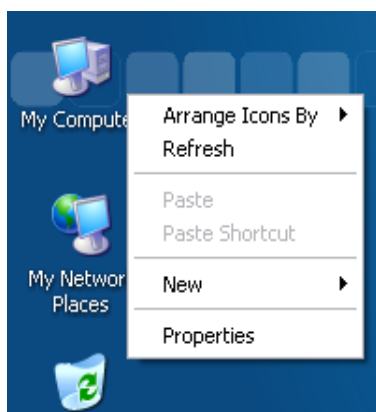 My Compute
Arrange Icons By
Refresh
Paste
Paste Shortcut
My Networ
Places
New
Properties